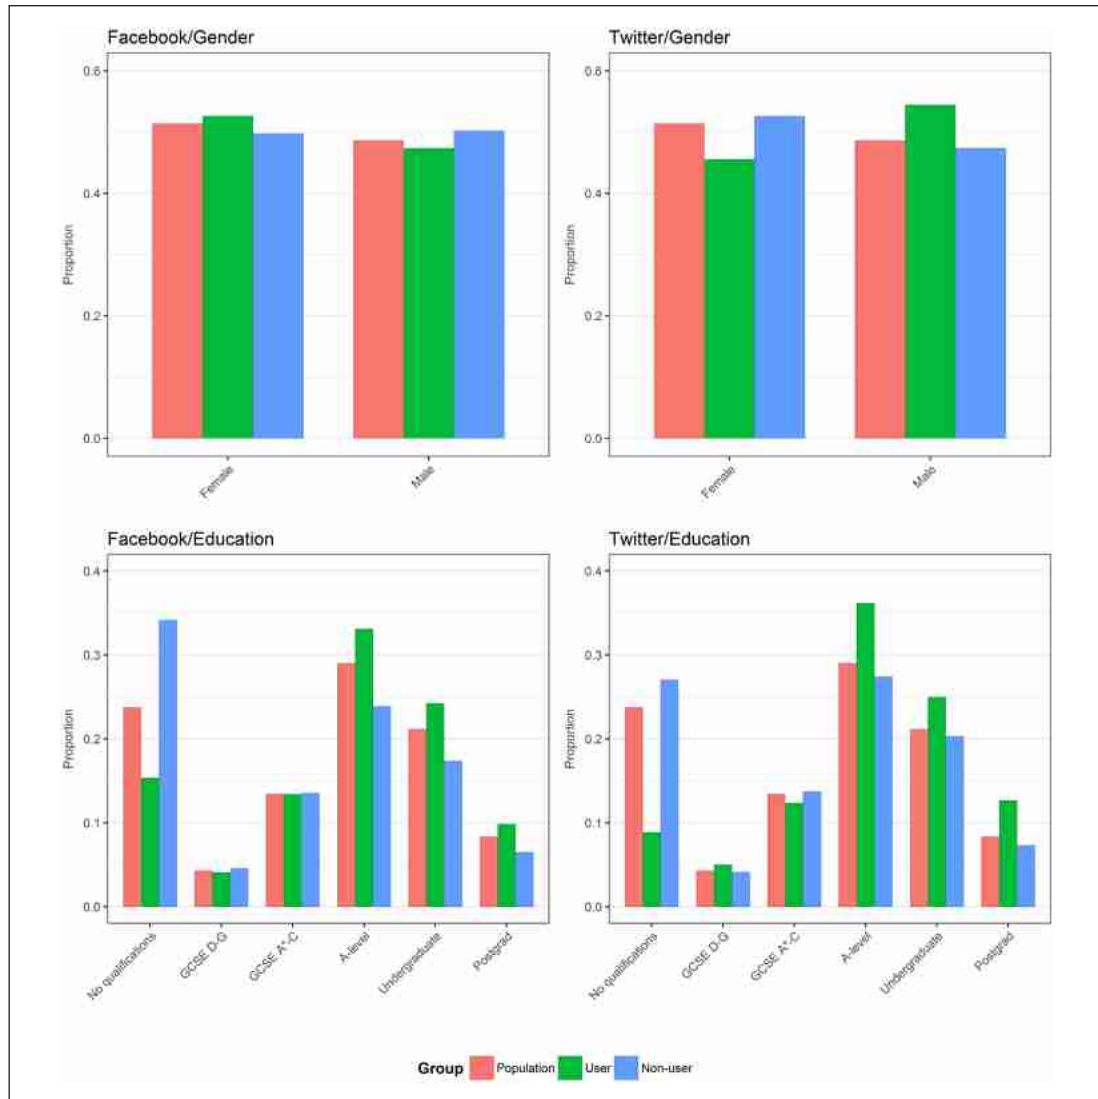 Facebook/Gender
Twitter/Gender
0.6
0.4
0.2
0.0
Proportion
Female
Male
0.6
0.4
0.2
0.0
Proportion
Female
Male
Facebook/Education
Twitter/Education
0.4
0.3
0.2
0.1
0.0
Proportion
No qualifications
GCSE D-G
GCSE A*-C
A-level
Undergraduate
Postgrad
0.4
0.3
0.2
0.1
0.0
Proportion
No qualifications
GCSE D-G
GCSE A*-C
A-level
Undergraduate
Postgrad
Group Population User Non-user